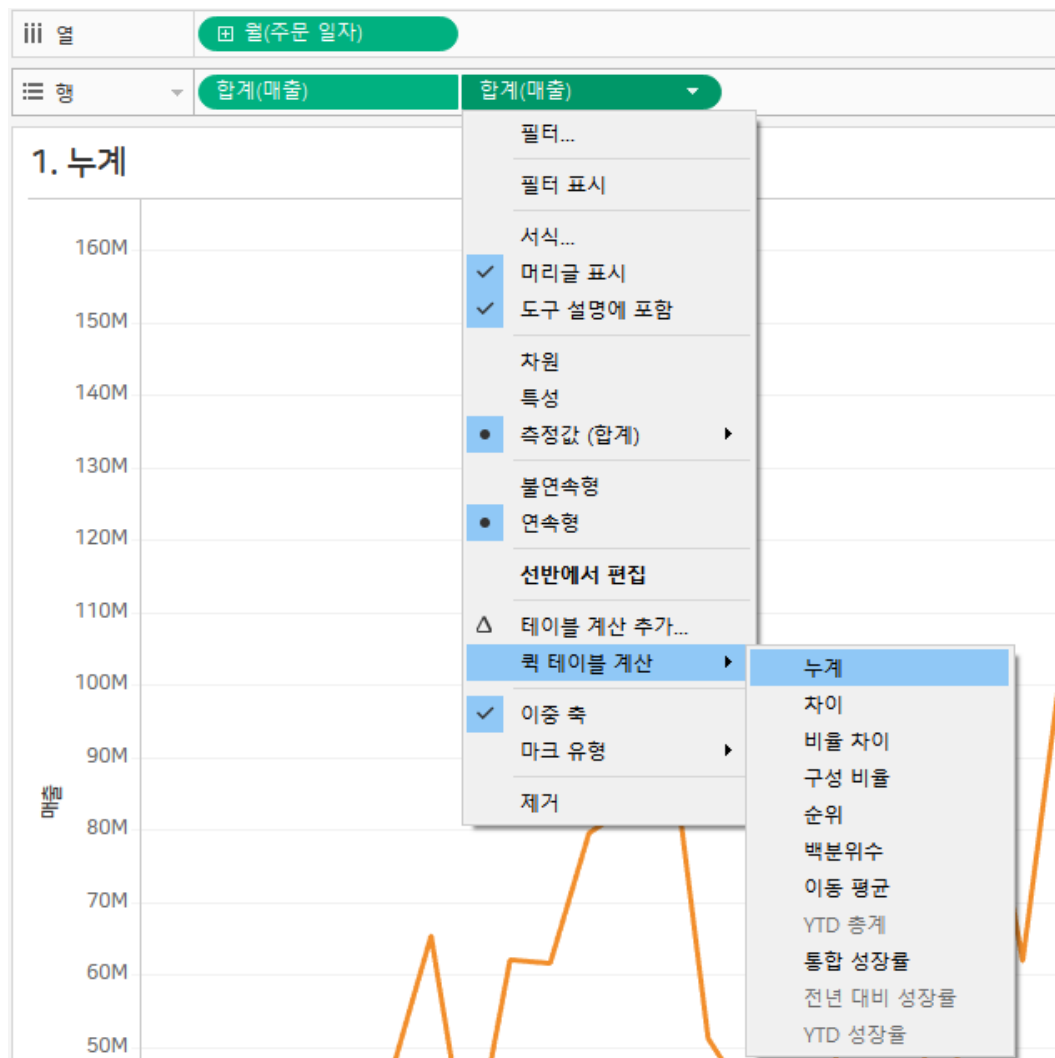 열
월(주문 일자)
행
합계(매출)
합계(매출)
1. 누계
필터...
필터 표시
서식...
머리글 표시
도구 설명에 포함
차원
특성
측정값 (합계)
불연속형
연속형
선반에서 편집
테이블 계산 추가...
퀵 테이블 계산
이중 축
마크 유형
제거
누계
차이
비율 차이
구성 비율
순위
백분위수
이동 평균
YTD 총계
통합 성장률
전년 대비 성장률
YTD 성장율
매출
160M
150M
140M
130M
120M
110M
100M
90M
80M
70M
60M
50M